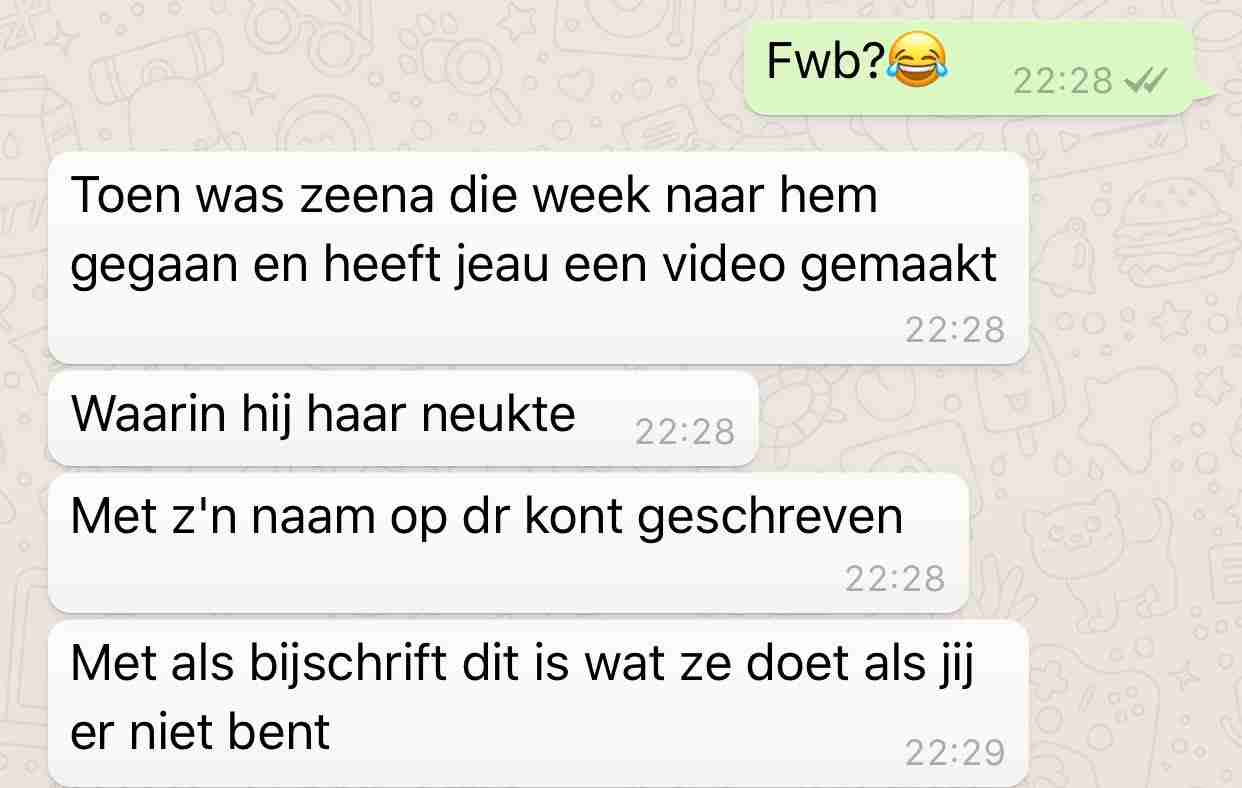 Fwb?😂
22:28
Toen was zeena die week naar hem
gegaan en heeft jeau een video gemaakt
22:28
Waarin hij haar neukte 22:28
Met z'n naam op dr kont geschreven
22:28
Met als bijschrift dit is wat ze doet als jij
er niet bent
22:29